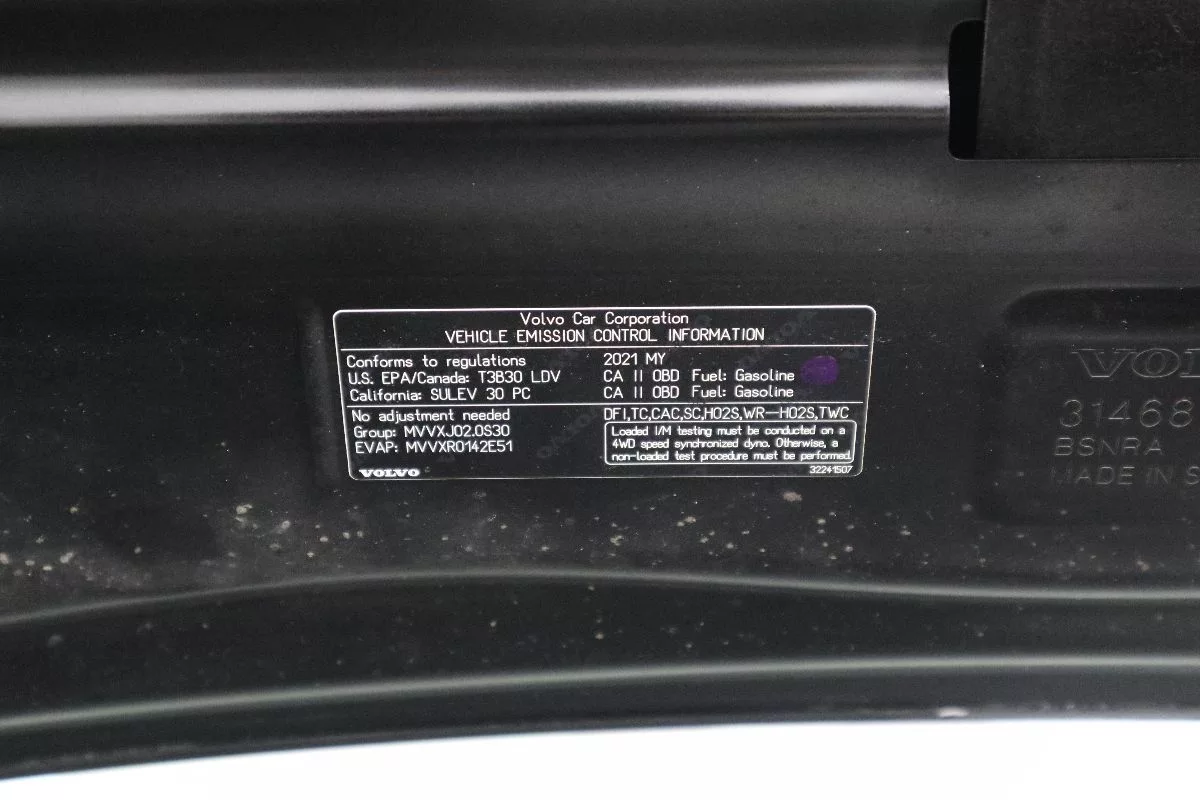 Volvo Car Corporation
VEHICLE EMISSION CONTROL INFORMATION
Conforms to regulations 2021 MY
U.S. EPA/Canada: T3B30 LDV CA II OBD Fuel: Gasoline
California: SULEV 30 PC CA II OBD Fuel: Gasoline
No adjustment needed DFI,TC,CAC,SC,HO2S,WR-HO2S,TWC
Group: MVVXJ02.0S30
EVAP: MVVXR0142E51
Loaded I/M testing must be conducted on a
4WD speed synchronized dyno. Otherwise, a
non-loaded test procedure must be performed.
VOLVO 32241507
VOL
31468
BSNRA
MADE IN S